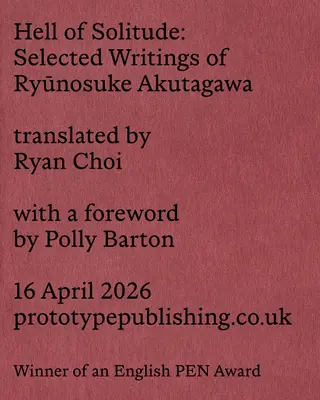 Hell of Solitude:
Selected Writings of
Ryūnosuke Akutagawa
translated by
Ryan Choi
with a foreword
by Polly Barton
16 April 2026
prototypepublishing.co.uk
Winner of an English PEN Award